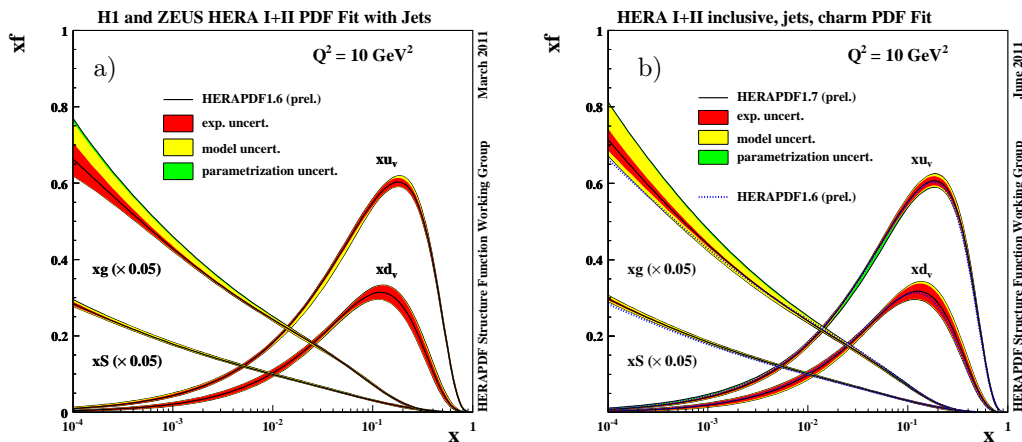 H1 and ZEUS HERA I+II PDF Fit with Jets
xf
a)
Q² = 10 GeV²
HERAPDF1.6 (prel.)
exp. uncert.
model uncert.
parametrization uncert.
xu_v
xd_v
xg (× 0.05)
xS (× 0.05)
1
0.8
0.6
0.4
0.2
0
10⁻⁴
10⁻³
10⁻²
10⁻¹
1
x
March 2011
HERAPDF Structure Function Working Group
HERA I+II inclusive, jets, charm PDF Fit
xf
b)
Q² = 10 GeV²
HERAPDF1.7 (prel.)
exp. uncert.
model uncert.
parametrization uncert.
HERAPDF1.6 (prel.)
xu_v
xd_v
xg (× 0.05)
xS (× 0.05)
1
0.8
0.6
0.4
0.2
0
10⁻⁴
10⁻³
10⁻²
10⁻¹
1
x
June 2011
HERAPDF Structure Function Working Group